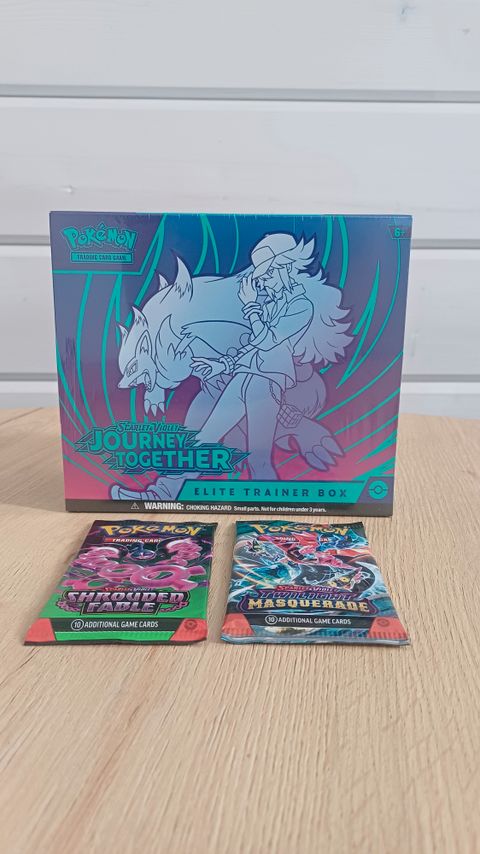 POKéMON
TRADING CARD GAME
6+
SCARLET & VIOLET
JOURNEY
TOGETHER
ELITE TRAINER BOX
WARNING: CHOKING HAZARD Small parts. Not for children under 3 years.
POKéMON
TRADING CARD
SCARLET & VIOLET
SHROUDED
FABLE
10 ADDITIONAL GAME CARDS
POKéMON
SCARLET & VIOLET
TWILIGHT
MASQUERADE
10 ADDITIONAL GAME CARDS